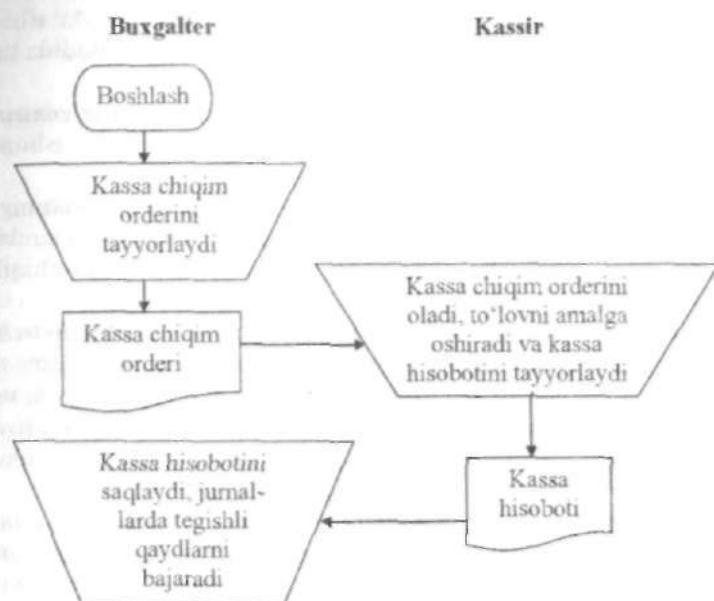 Buxgalter
Kassir
Boshlash
Kassa chiqim
orderini
tayyorlaydi
Kassa chiqim
orderi
Kassa chiqim orderini
oladi, to‘lovni amalga
oshiradi va kassa
hisobotini tayyorlaydi
Kassa
hisoboti
Kassa hisobotini
saqlaydi, jurnal-
larda tegishli
qaydlarni
bajaradi